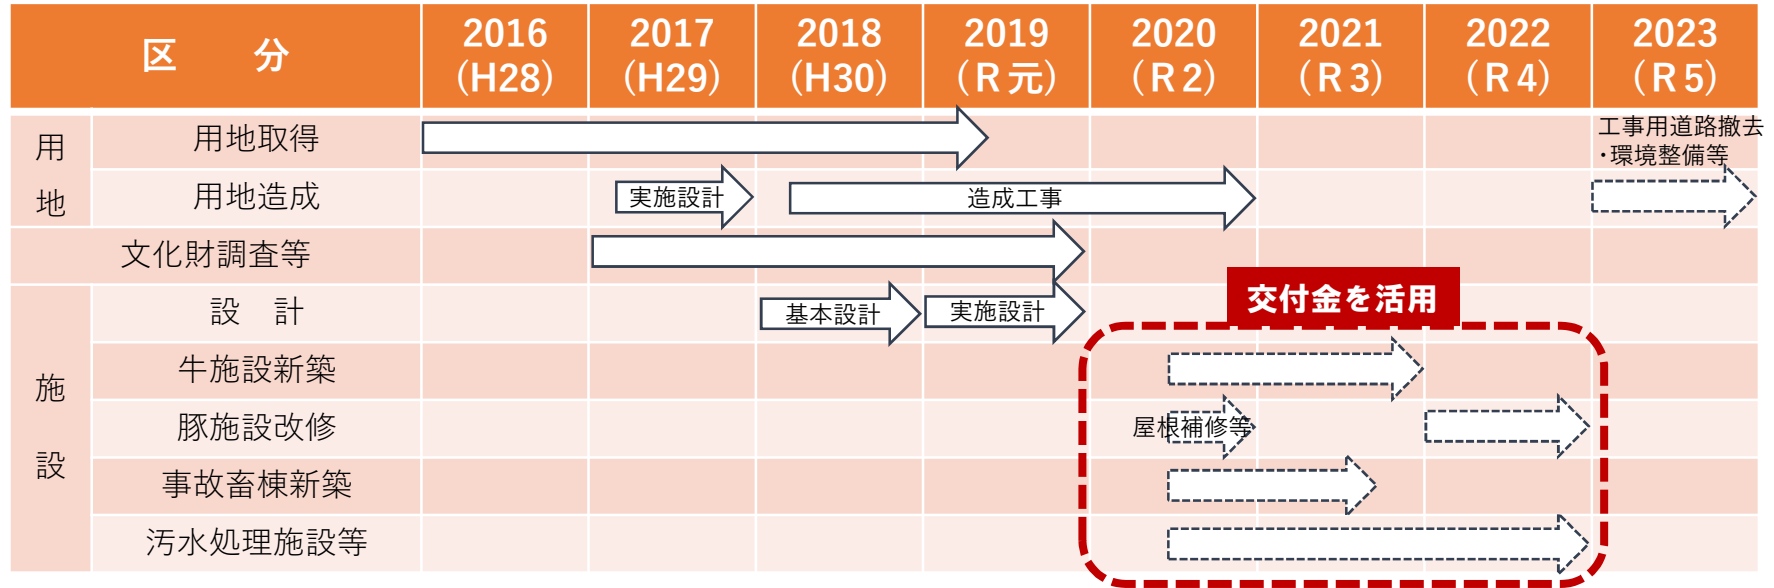 区　分
2016
(H28)
2017
(H29)
2018
(H30)
2019
(R元)
2020
(R2)
2021
(R3)
2022
(R4)
2023
(R5)
用地
用地取得
工事用道路撤去
・環境整備等
用地造成
実施設計
造成工事
文化財調査等
施設
設　計
基本設計
実施設計
交付金を活用
牛施設新築
豚施設改修
屋根補修等
事故畜棟新築
汚水処理施設等